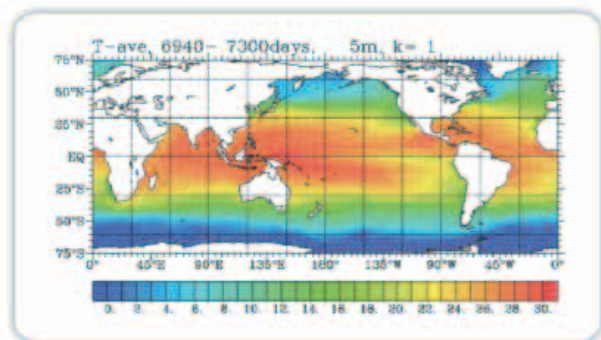 T-ave, 6940- 7300days, 5m, k= 1
75°N
50°N
25°N
EQ
25°S
50°S
75°S
0° 45°E 90°E 135°E 180° 135°W 90°W 45°W 0°
0. 2. 4. 6. 8. 10. 12. 14. 16. 18. 20. 22. 24. 26. 28. 30.